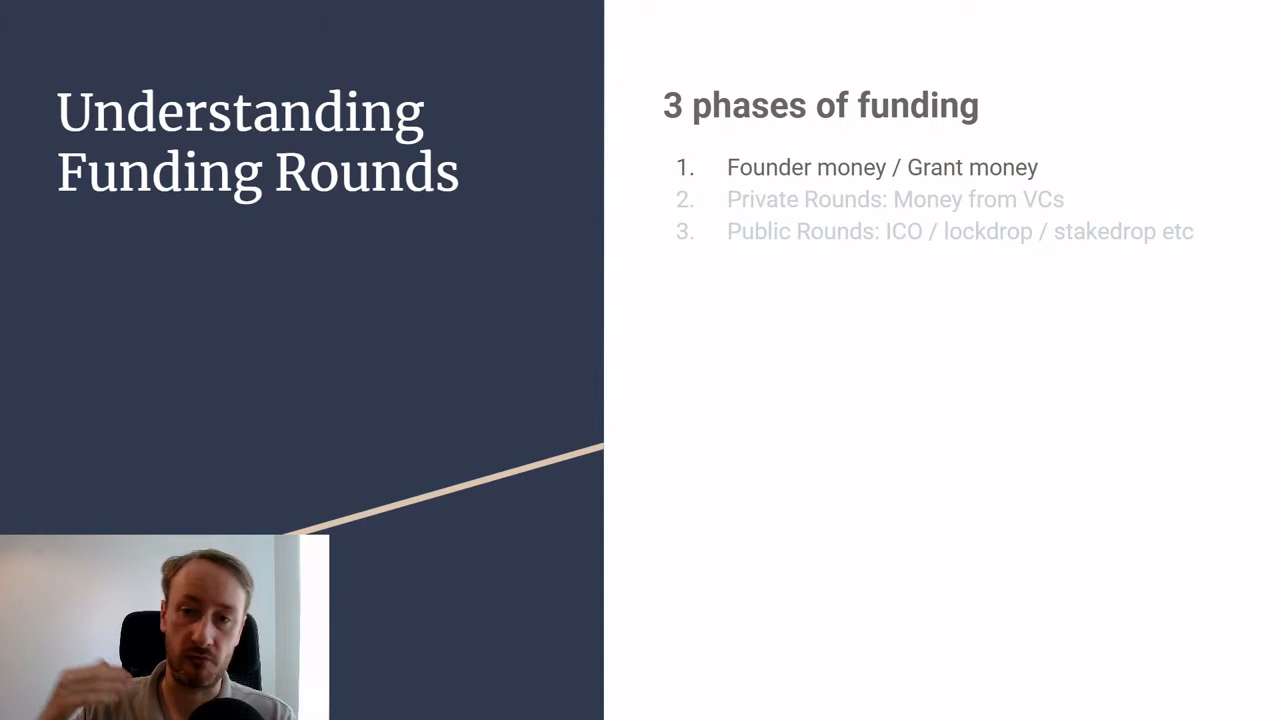 Understanding
Funding Rounds
3 phases of funding
1. Founder money / Grant money
2. Private Rounds: Money from VCs
3. Public Rounds: ICO / lockdrop / stakedrop etc